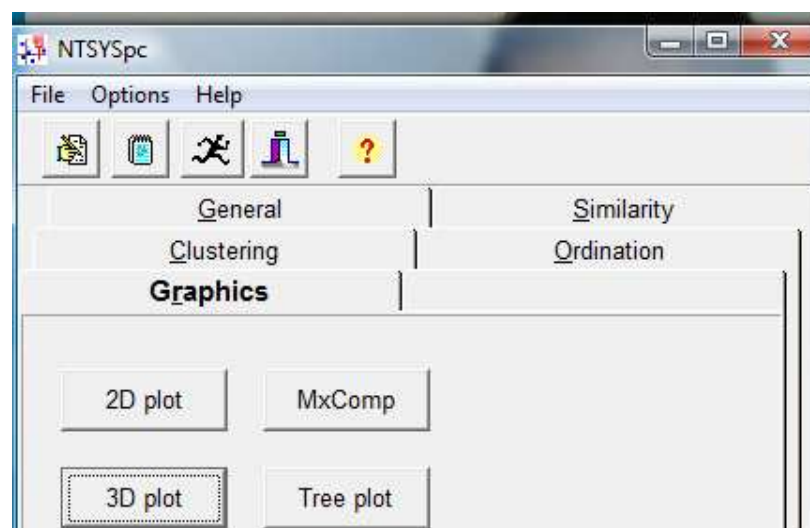 NTSYSpc
File Options Help
?
General Similarity
Clustering Ordination
Graphics
2D plot MxComp
3D plot Tree plot